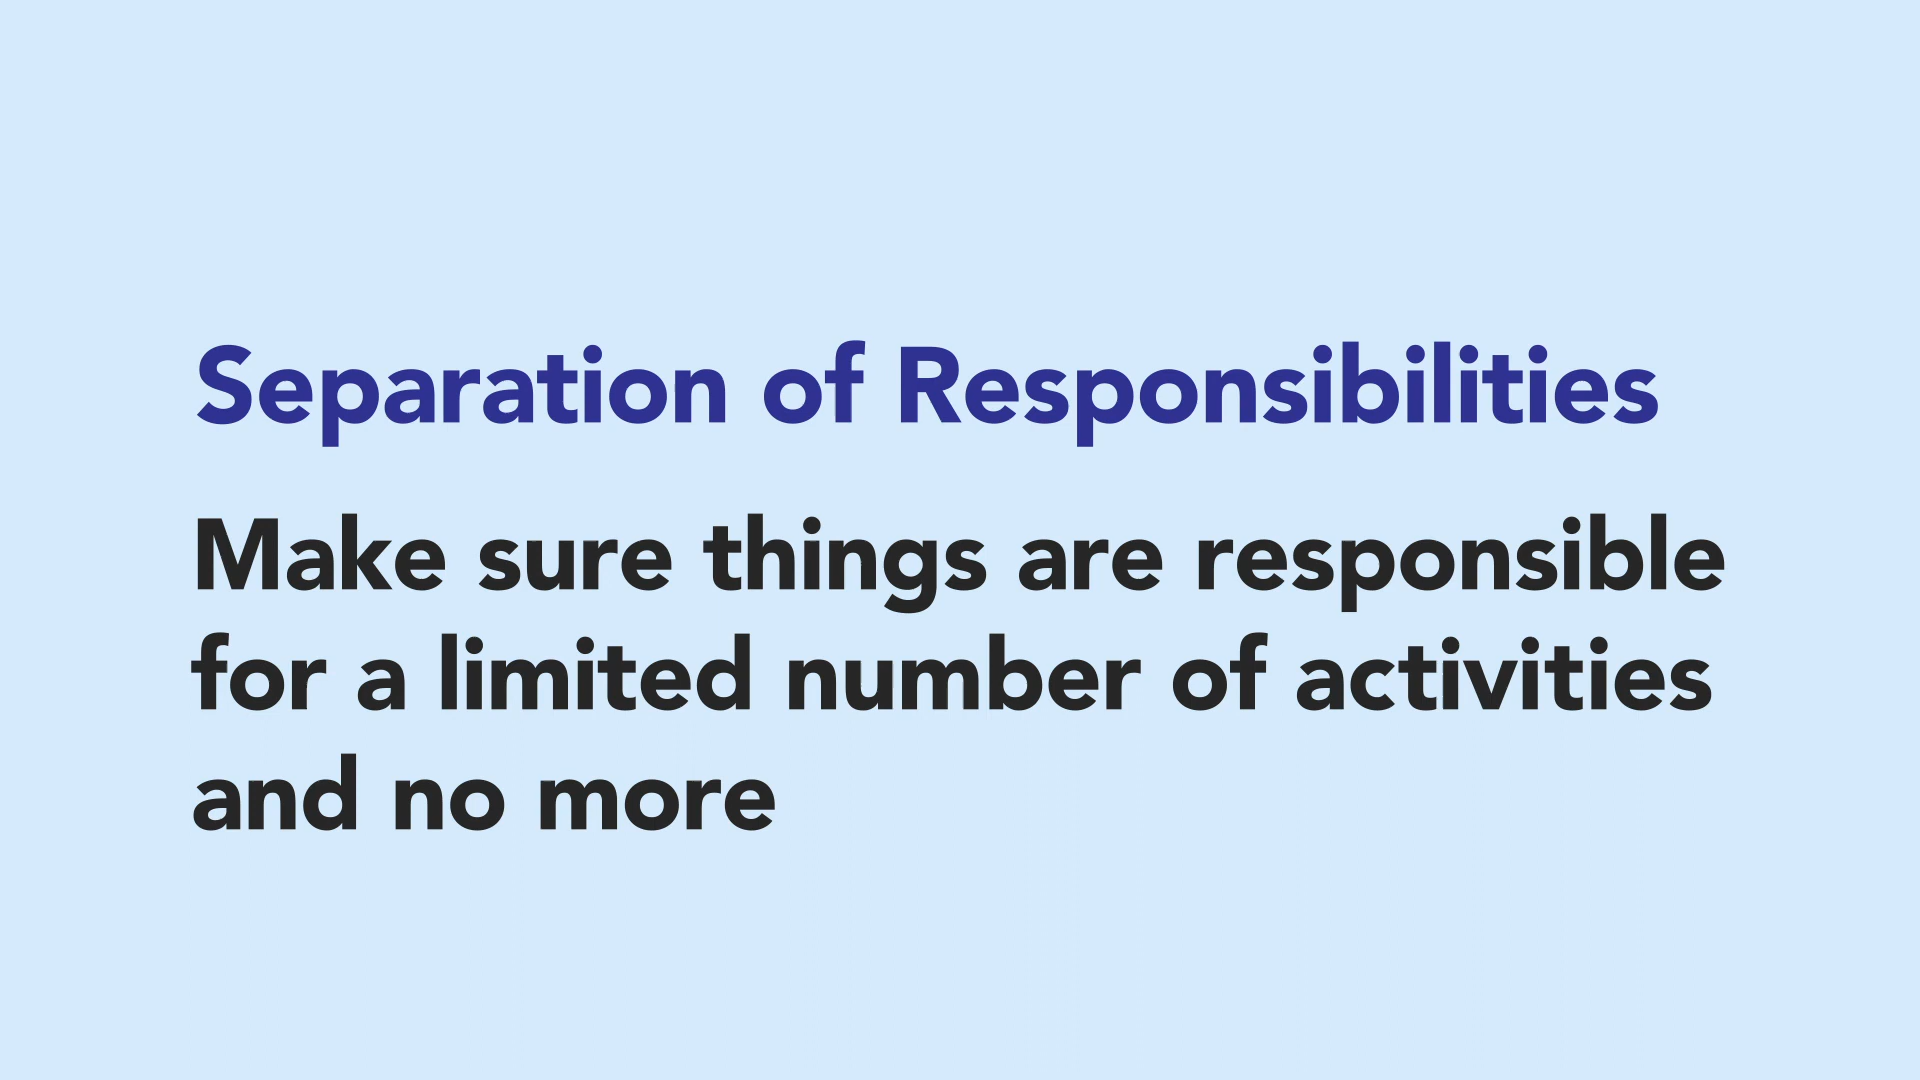 Separation of Responsibilities
Make sure things are responsible
for a limited number of activities
and no more